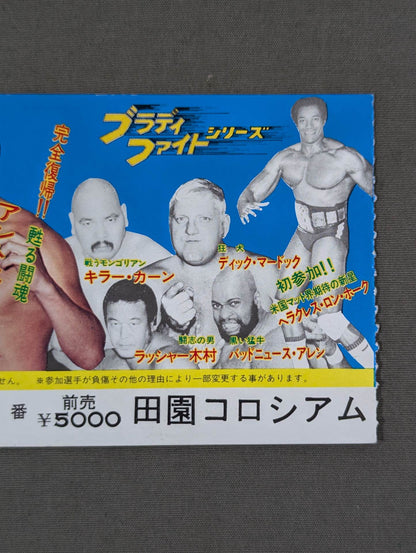 ブラディ
ファイトシリーズ
完全復帰!!
甦る闘魂
アン
戦うモンゴリアン
キラー・カーン
狂犬
ディック・マードック
初参加!!
米国マット界期待の新星
ヘラクレス・ロン・ホーク
闘志の男
ラッシャー木村
黒い猛牛
バッドニュース・アレン
せん。 ※参加選手が負傷その他の理由により一部変更する事があります。
番 前売 ¥5000 田園コロシアム